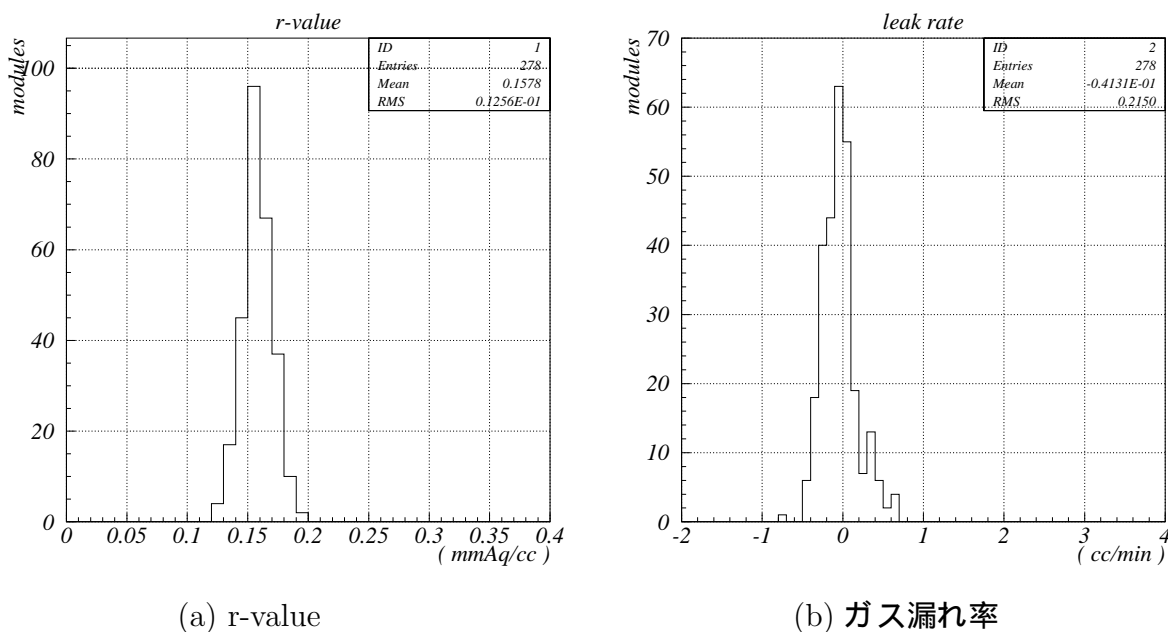 r-value
modules
ID 1
Entries 278
Mean 0.1578
RMS 0.1256E-01
100
80
60
40
20
0
0 0.05 0.1 0.15 0.2 0.25 0.3 0.35 0.4
( mmAq/cc )
(a) r-value
leak rate
modules
ID 2
Entries 278
Mean -0.4131E-01
RMS 0.2150
70
60
50
40
30
20
10
0
-2 -1 0 1 2 3 4
( cc/min )
(b) ガス漏れ率